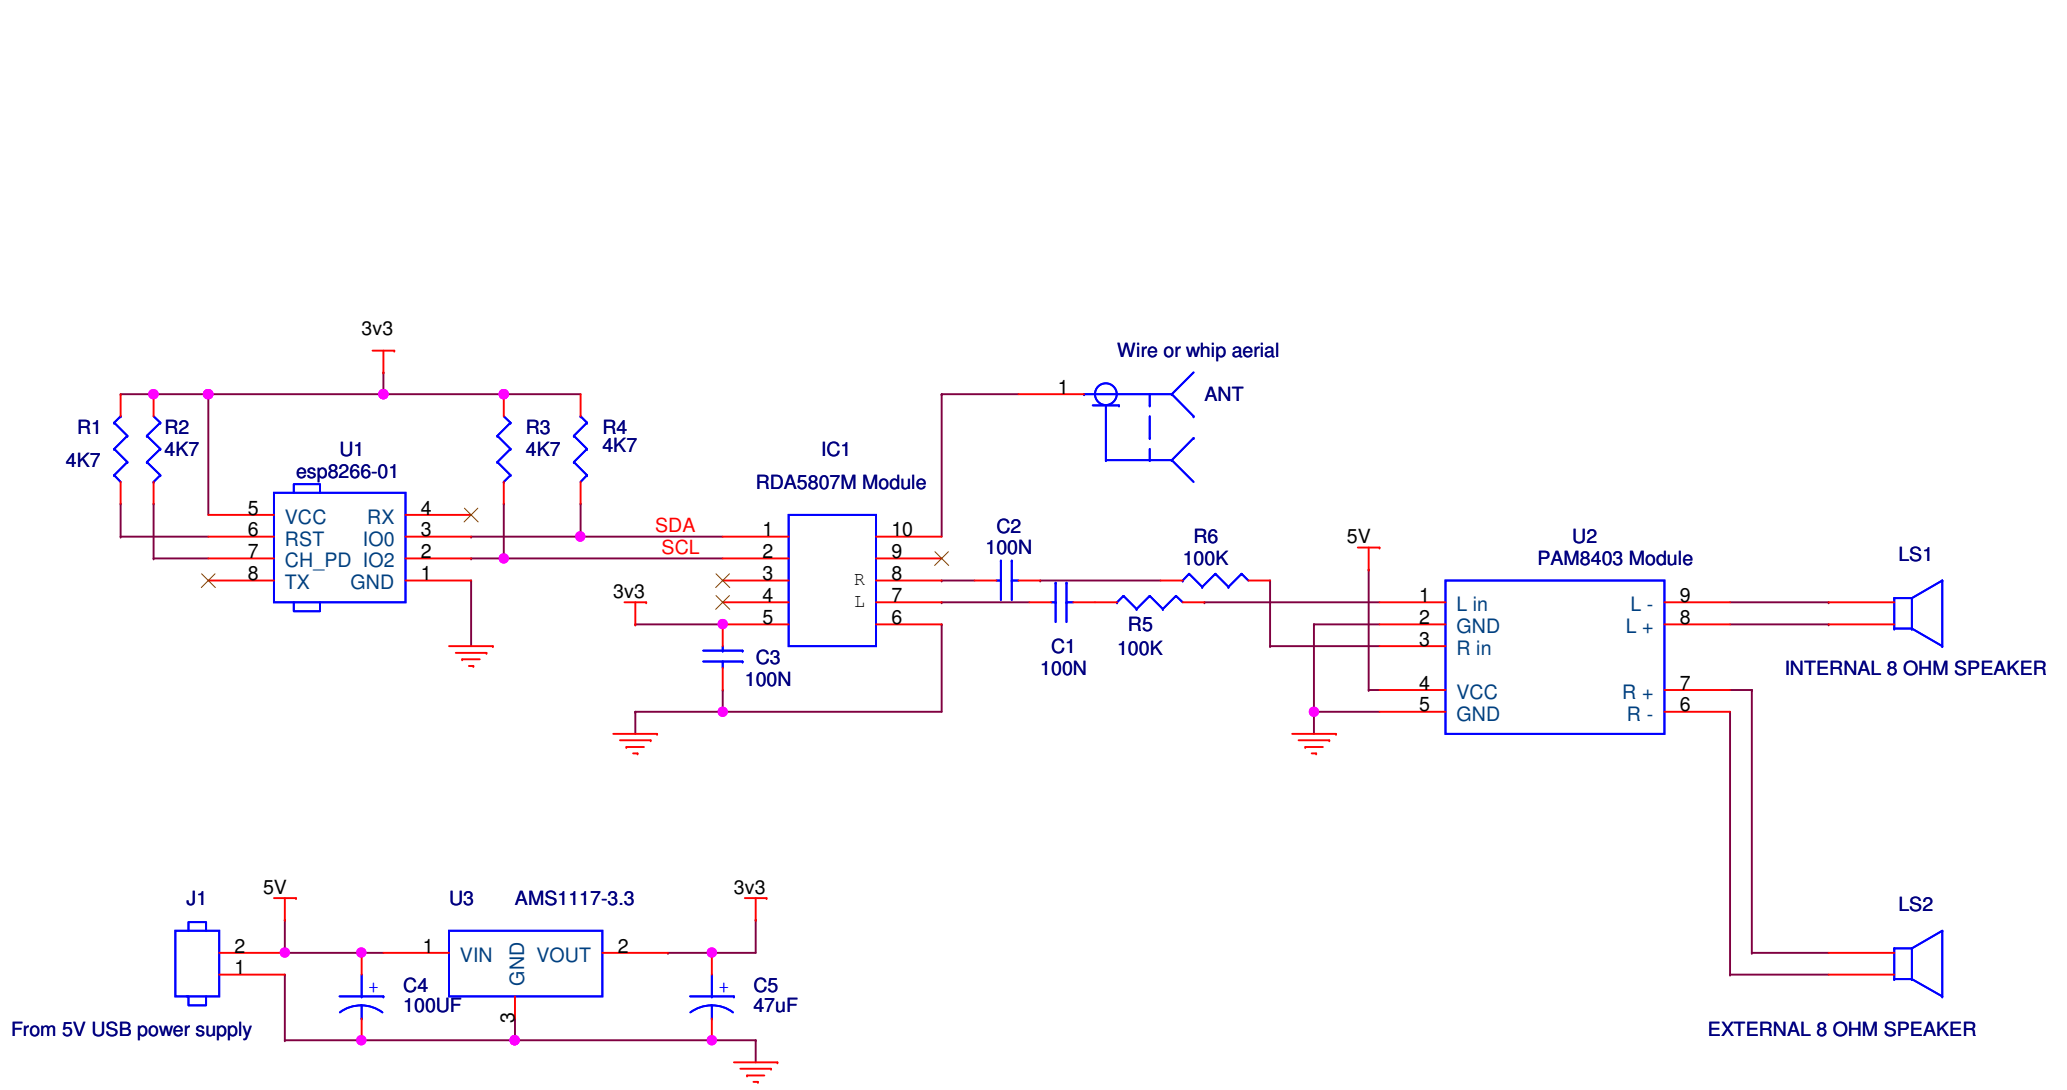 3v3
R1
4K7
R2
4K7
U1
esp8266-01
R3
4K7
R4
4K7
5
6
7
8
VCC
RST
CH_PD
TX
RX
IO0
IO2
GND
4
3
2
1
SDA
SCL
IC1
RDA5807M Module
1
2
3
4
5
R
L
10
9
8
7
6
3v3
C3
100N
Wire or whip aerial
1
ANT
C2
100N
C1
100N
R6
100K
R5
100K
5V
U2
PAM8403 Module
1
2
3
4
5
L in
GND
R in
VCC
GND
L -
L +
R +
R -
9
8
7
6
LS1
INTERNAL 8 OHM SPEAKER
LS2
EXTERNAL 8 OHM SPEAKER
J1
2
1
5V
From 5V USB power supply
+
C4
100UF
U3
AMS1117-3.3
1
VIN
GND
VOUT
2
3
3v3
+
C5
47uF